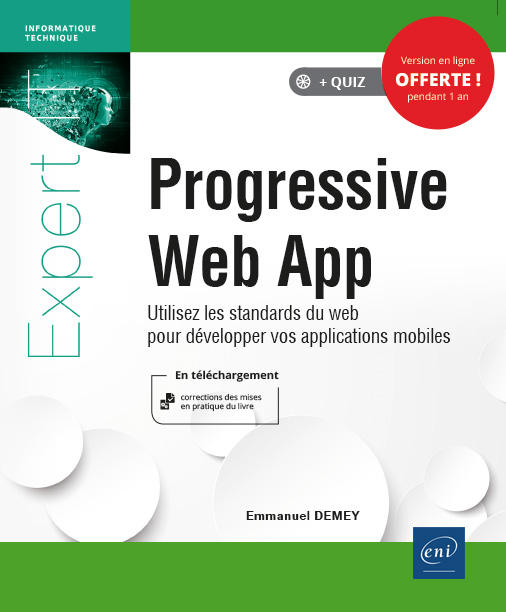 INFORMATIQUE
TECHNIQUE
+ QUIZ
Version en ligne
OFFERTE !
pendant 1 an
Expert IT
Progressive
Web App
Utilisez les standards du web
pour développer vos applications mobiles
En téléchargement
corrections des mises
en pratique du livre
Emmanuel DEMEY
eni